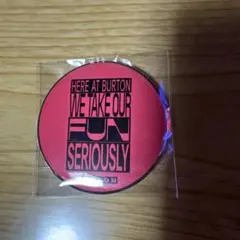 HERE AT BURTON
WE TAKE OUR
FUN
SERIOUSLY